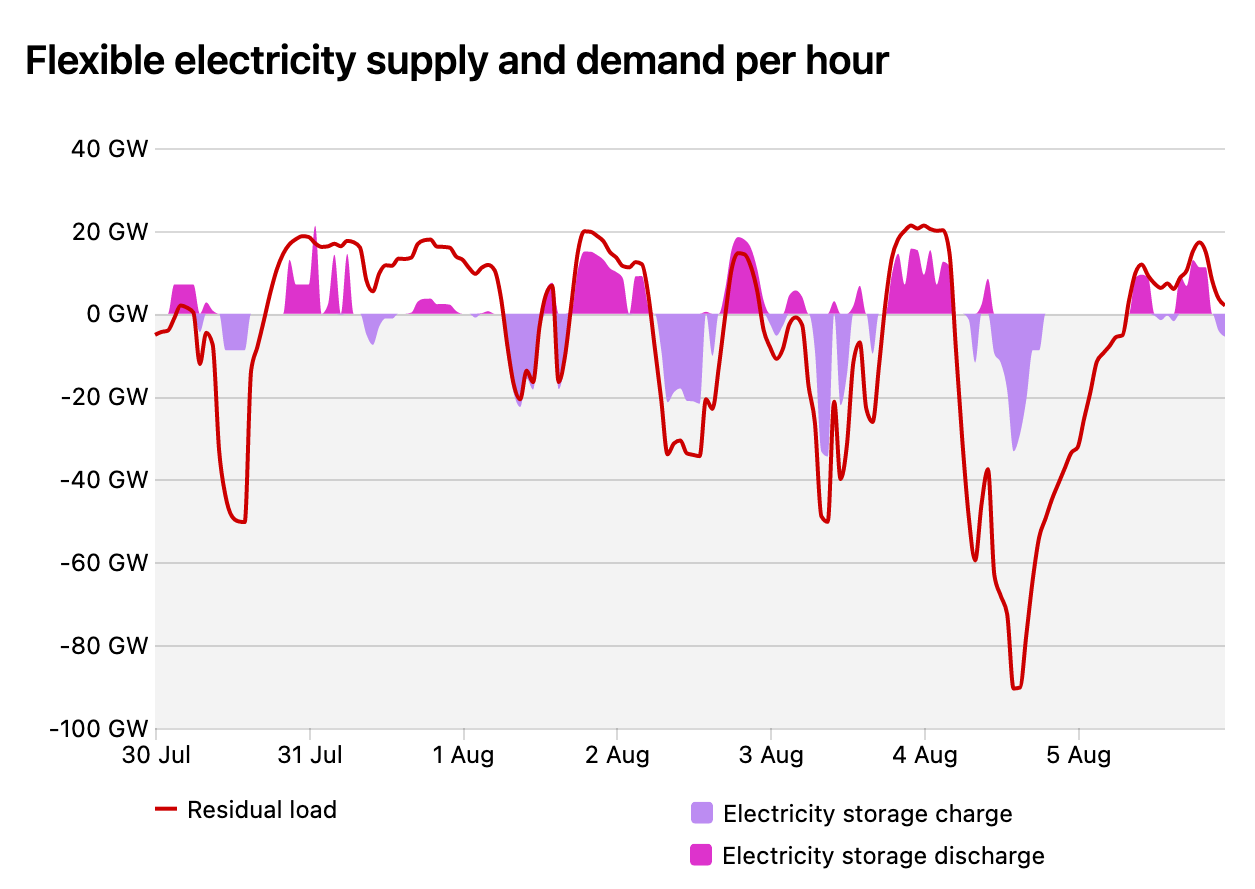 Flexible electricity supply and demand per hour
40 GW
20 GW
0 GW
-20 GW
-40 GW
-60 GW
-80 GW
-100 GW
30 Jul 31 Jul 1 Aug 2 Aug 3 Aug 4 Aug 5 Aug
Residual load
Electricity storage charge
Electricity storage discharge